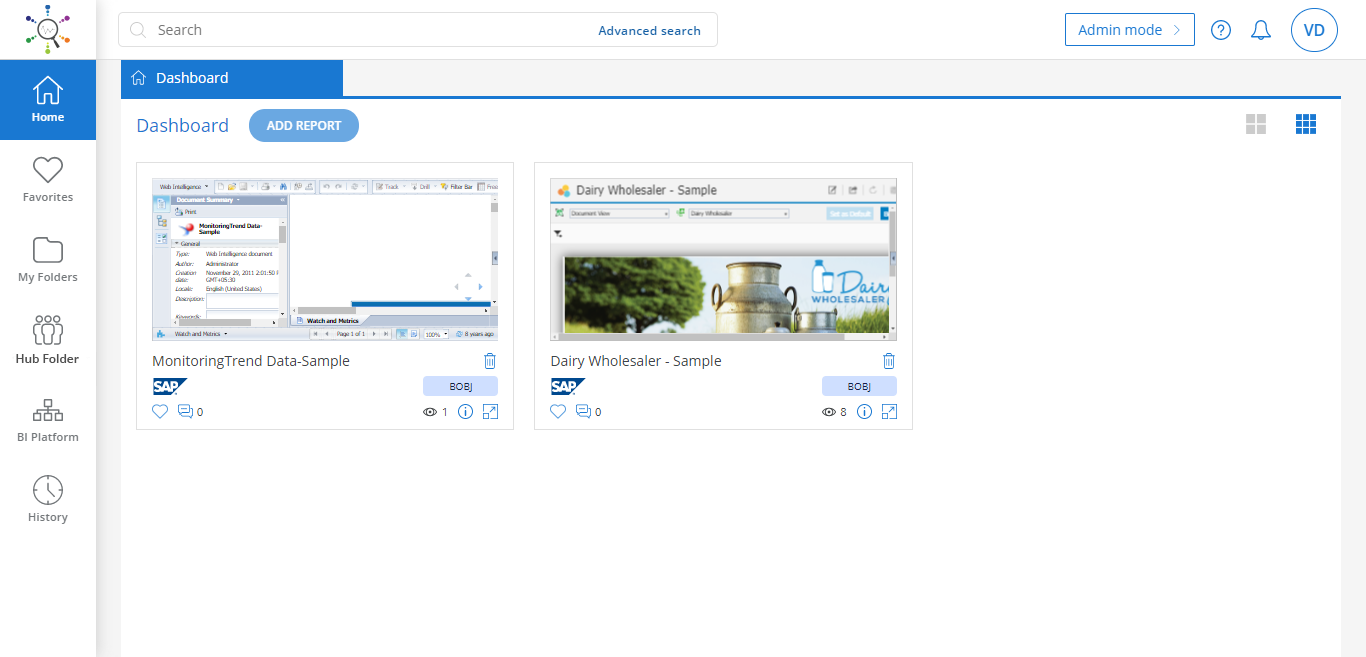 Search
Advanced search
Admin mode
VD
Home
Favorites
My Folders
Hub Folder
BI Platform
History
Dashboard
Dashboard
ADD REPORT
Web Intelligence
Track
Drill
Filter Bar
Document Summary
Print
MonitoringTrend Data-
Sample
General
Type: Web Intelligence document
Author: Administrator
Creation November 29, 2011 2:01:50
date: GMT+05:30
Locale: English (United States)
Description:
Keywords:
Watch and Metrics
Watch and Metrics
Page 1 of 1
100%
8 years ago
MonitoringTrend Data-Sample
SAP
BOBJ
0
1
Dairy Wholesaler - Sample
Document View
Dairy Wholesaler
Set as Default
Dairy
WHOLESALER
Dairy Wholesaler - Sample
SAP
BOBJ
0
8